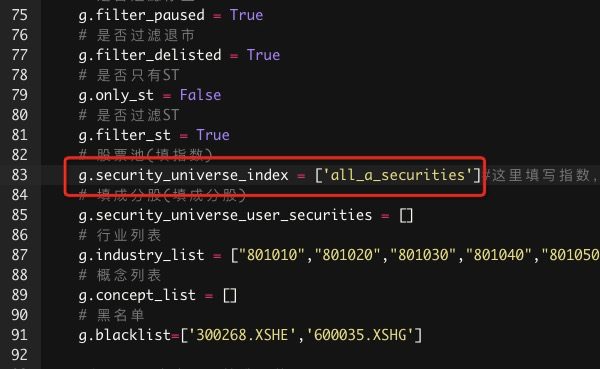 75 g.filter_paused = True
76 # 是否过滤退市
77 g.filter_delisted = True
78 # 是否只有ST
79 g.only_st = False
80 # 是否过滤ST
81 g.filter_st = True
82 # 股票池(填指数)
83 g.security_universe_index = ['all_a_securities']#这里填写指数,
84 # 填成分股(填成分股)
85 g.security_universe_user_securities = []
86 # 行业列表
87 g.industry_list = ["801010","801020","801030","801040","801050
88 # 概念列表
89 g.concept_list = []
90 # 黑名单
91 g.blacklist=['300268.XSHE','600035.XSHG']
92